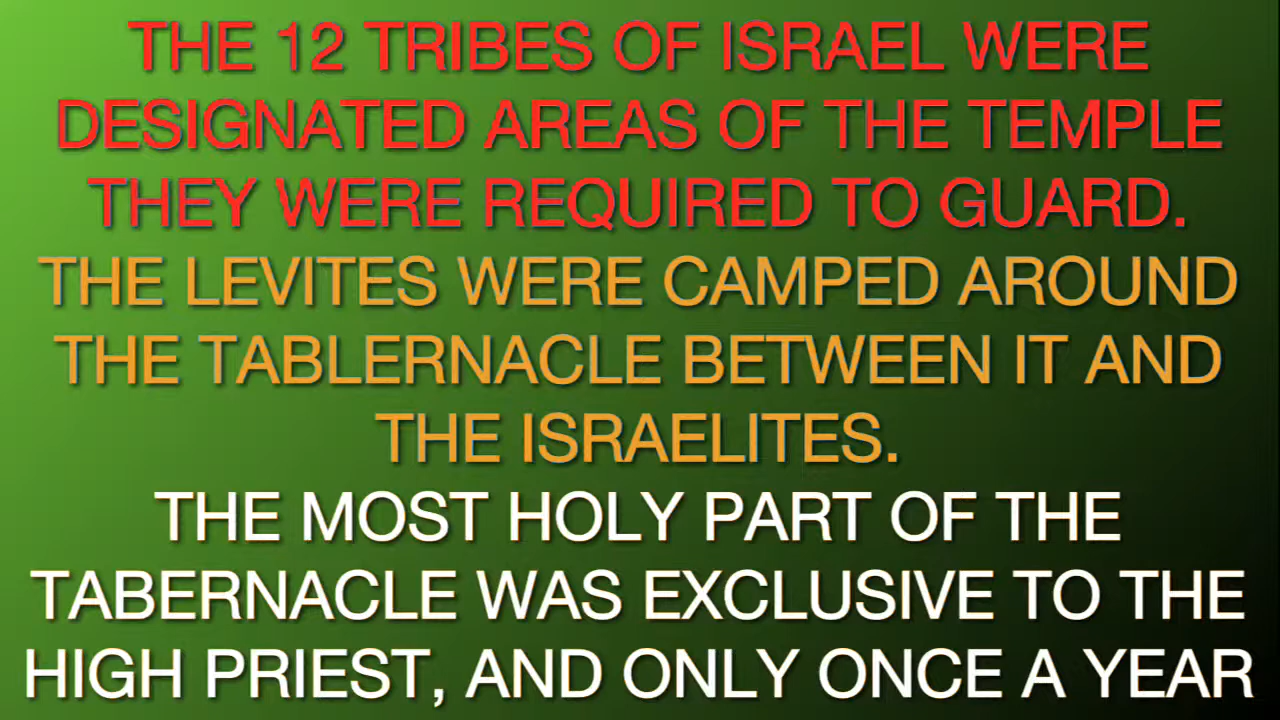 THE 12 TRIBES OF ISRAEL WERE
DESIGNATED AREAS OF THE TEMPLE
THEY WERE REQUIRED TO GUARD.
THE LEVITES WERE CAMPED AROUND
THE TABLERNACLE BETWEEN IT AND
THE ISRAELITES.
THE MOST HOLY PART OF THE
TABERNACLE WAS EXCLUSIVE TO THE
HIGH PRIEST, AND ONLY ONCE A YEAR